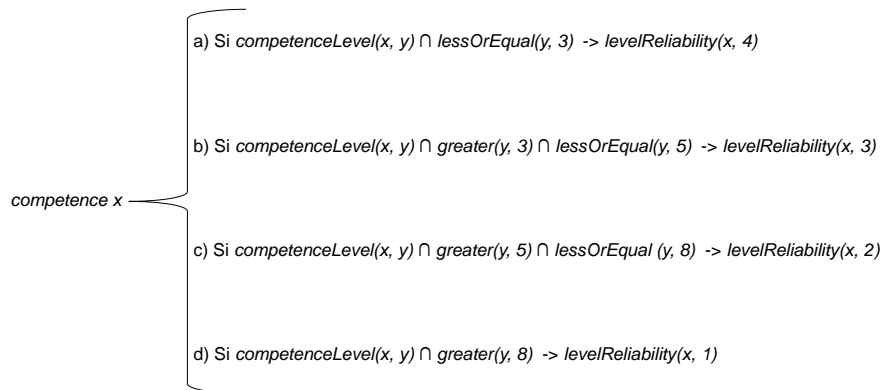 a) Si competenceLevel(x, y) ∩ lessOrEqual(y, 3) -> levelReliability(x, 4)
b) Si competenceLevel(x, y) ∩ greater(y, 3) ∩ lessOrEqual(y, 5) -> levelReliability(x, 3)
competence x
c) Si competenceLevel(x, y) ∩ greater(y, 5) ∩ lessOrEqual (y, 8) -> levelReliability(x, 2)
d) Si competenceLevel(x, y) ∩ greater(y, 8) -> levelReliability(x, 1)